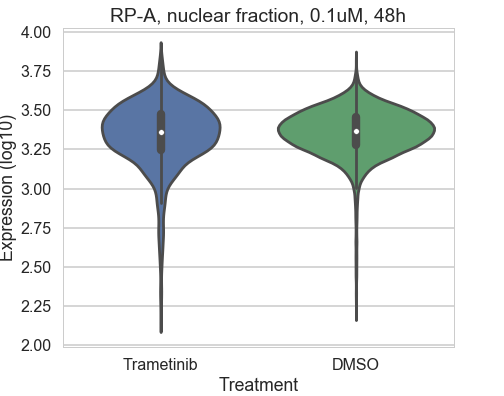 RP-A, nuclear fraction, 0.1uM, 48h
Expression (log10)
4.00
3.75
3.50
3.25
3.00
2.75
2.50
2.25
2.00
Trametinib DMSO
Treatment